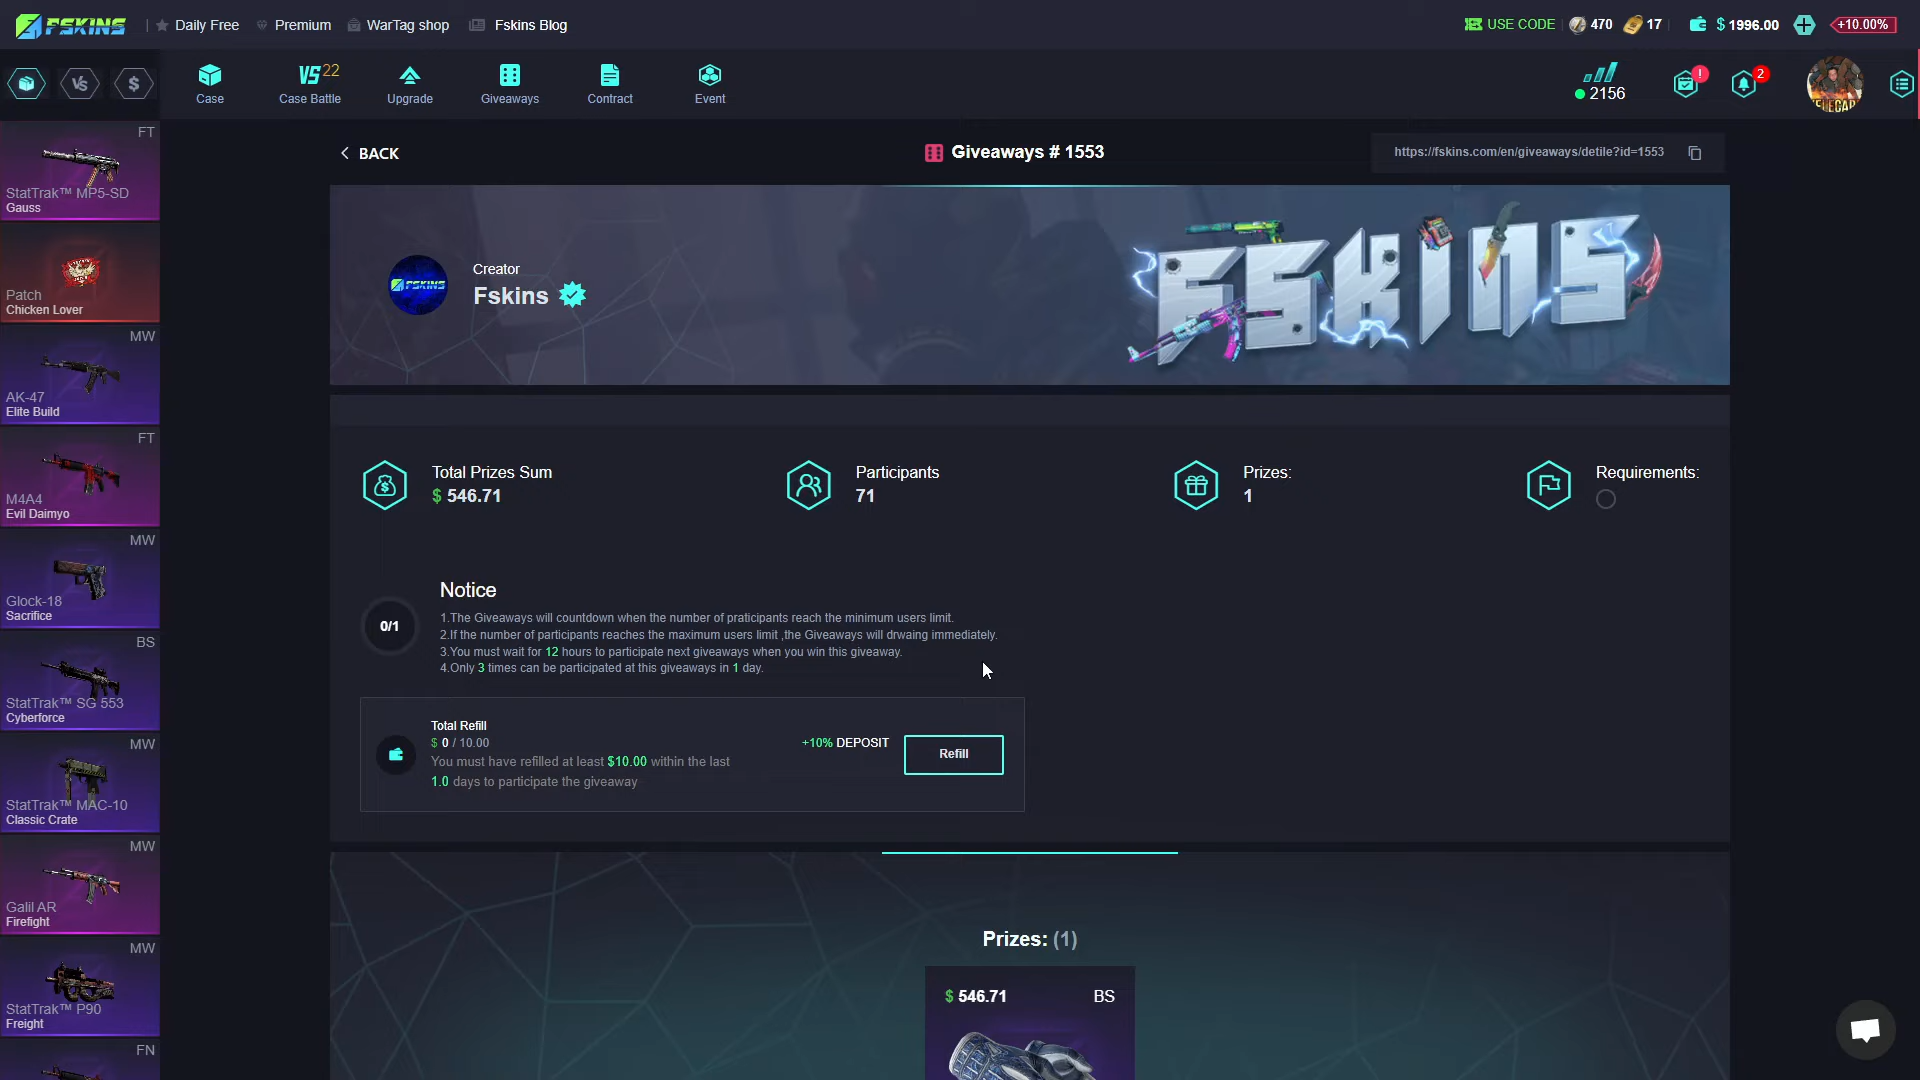 FSKINS
Daily Free
Premium
WarTag shop
Fskins Blog
USE CODE
470
17
$ 1996.00
+10.00%
VS
$
Case
VS 22
Case Battle
Upgrade
Giveaways
Contract
Event
2156
!
2
FT
StatTrak™ MP5-SD
Gauss
Patch
Chicken Lover
MW
AK-47
Elite Build
FT
M4A4
Evil Daimyo
MW
Glock-18
Sacrifice
BS
StatTrak™ SG 553
Cyberforce
MW
StatTrak™ MAC-10
Classic Crate
MW
Galil AR
Firefight
MW
StatTrak™ P90
Freight
FN
BACK
Giveaways # 1553
https://fskins.com/en/giveaways/detile?id=1553
FSKINS
Creator
Fskins
FSKINS
Total Prizes Sum
$ 546.71
Participants
71
Prizes:
1
Requirements:
0/1
Notice
1.The Giveaways will countdown when the number of praticipants reach the minimum users limit.
2.If the number of participants reaches the maximum users limit ,the Giveaways will drwaing immediately.
3.You must wait for 12 hours to participate next giveaways when you win this giveaway.
4.Only 3 times can be participated at this giveaways in 1 day.
Total Refill
$ 0 / 10.00
You must have refilled at least $10.00 within the last
1.0 days to participate the giveaway
+10% DEPOSIT
Refill
Prizes: (1)
$ 546.71
BS